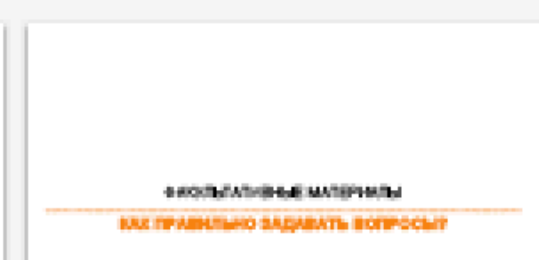 ФАКУЛЬТАТИВНЫЕ МАТЕРИАЛЫ
КАК ПРАВИЛЬНО ЗАДАВАТЬ ВОПРОСЫ?